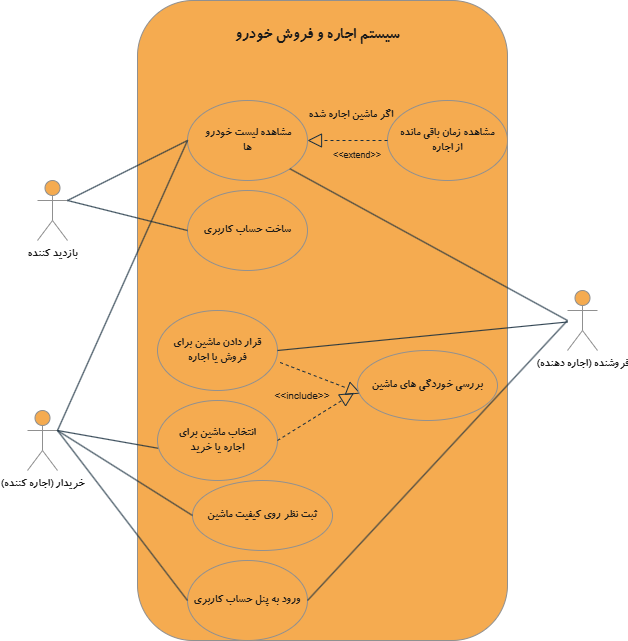 سیستم اجاره و فروش خودرو
مشاهده لیست خودرو
ها
اگر ماشین اجاره شده
<<extend>>
مشاهده زمان باقی مانده
از اجاره
ساخت حساب کاربری
بازدید کننده
قرار دادن ماشین برای
فروش یا اجاره
فروشنده (اجاره دهنده)
بررسی خوردگی های ماشین
<<include>>
انتخاب ماشین برای
اجاره یا خرید
خریدار (اجاره کننده)
ثبت نظر روی کیفیت ماشین
ورود به پنل حساب کاربری